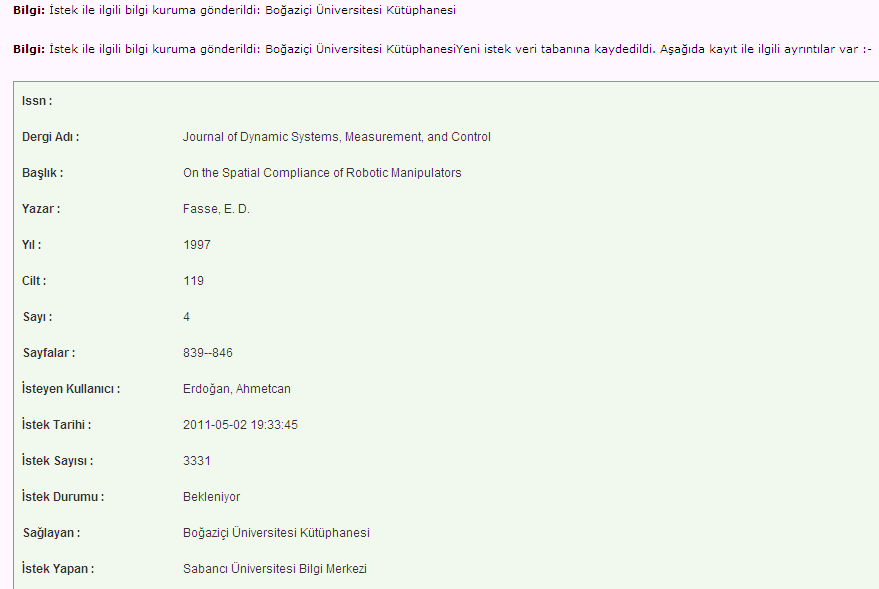 Bilgi: İstek ile ilgili bilgi kuruma gönderildi: Boğaziçi Üniversitesi Kütüphanesi
Bilgi: İstek ile ilgili bilgi kuruma gönderildi: Boğaziçi Üniversitesi KütüphanesiYeni istek veri tabanına kaydedildi. Aşağıda kayıt ile ilgili ayrıntılar var :-
Issn :
Dergi Adı : Journal of Dynamic Systems, Measurement, and Control
Başlık : On the Spatial Compliance of Robotic Manipulators
Yazar : Fasse, E. D.
Yıl : 1997
Cilt : 119
Sayı : 4
Sayfalar : 839--846
İsteyen Kullanıcı : Erdoğan, Ahmetcan
İstek Tarihi : 2011-05-02 19:33:45
İstek Sayısı : 3331
İstek Durumu : Bekleniyor
Sağlayan : Boğaziçi Üniversitesi Kütüphanesi
İstek Yapan : Sabancı Üniversitesi Bilgi Merkezi